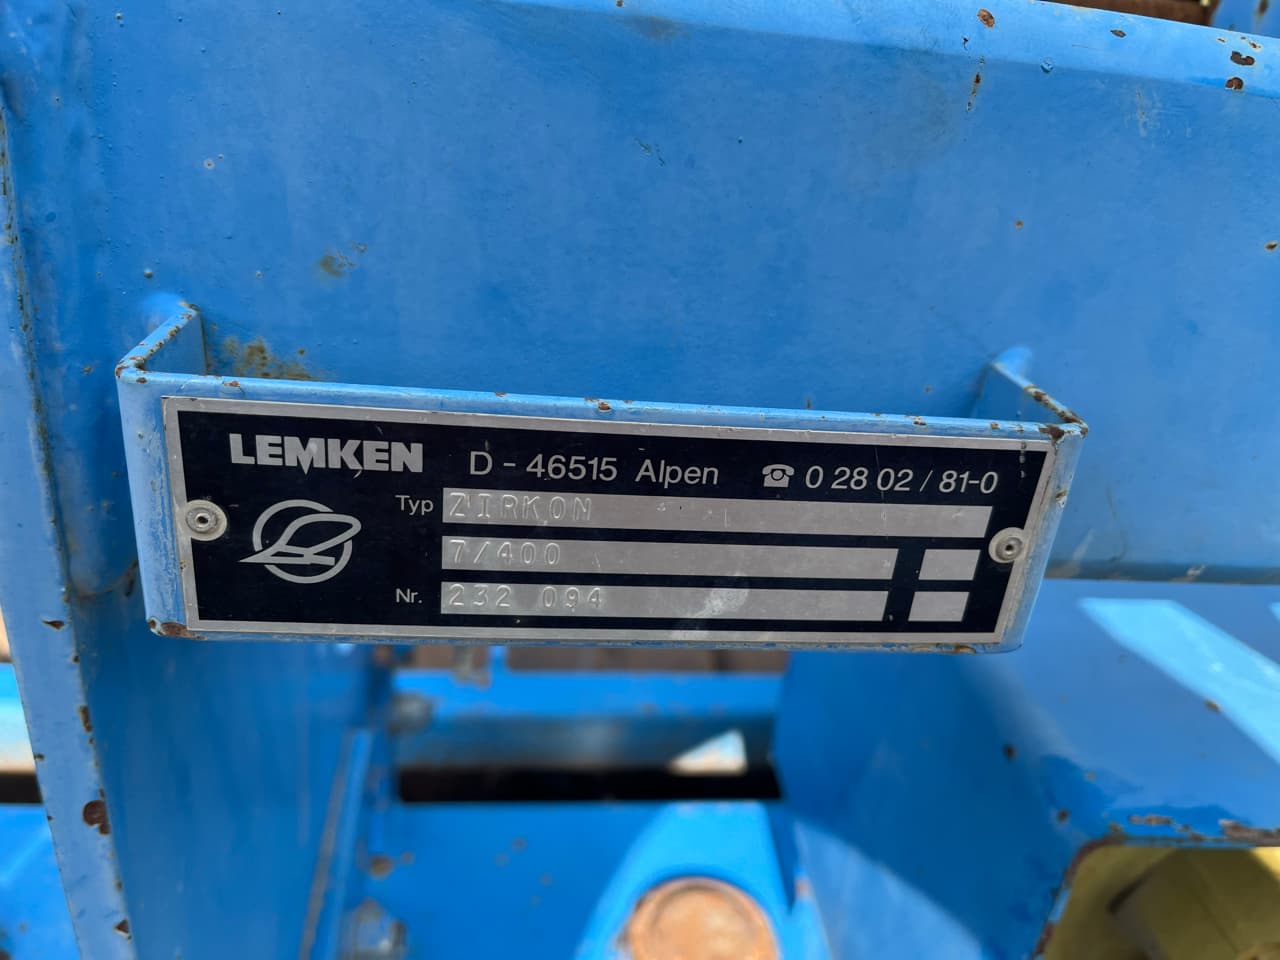 LEMKEN D - 46515 Alpen ☎ 0 28 02 / 81-0
Typ ZIRKON
7/400
Nr. 232 094